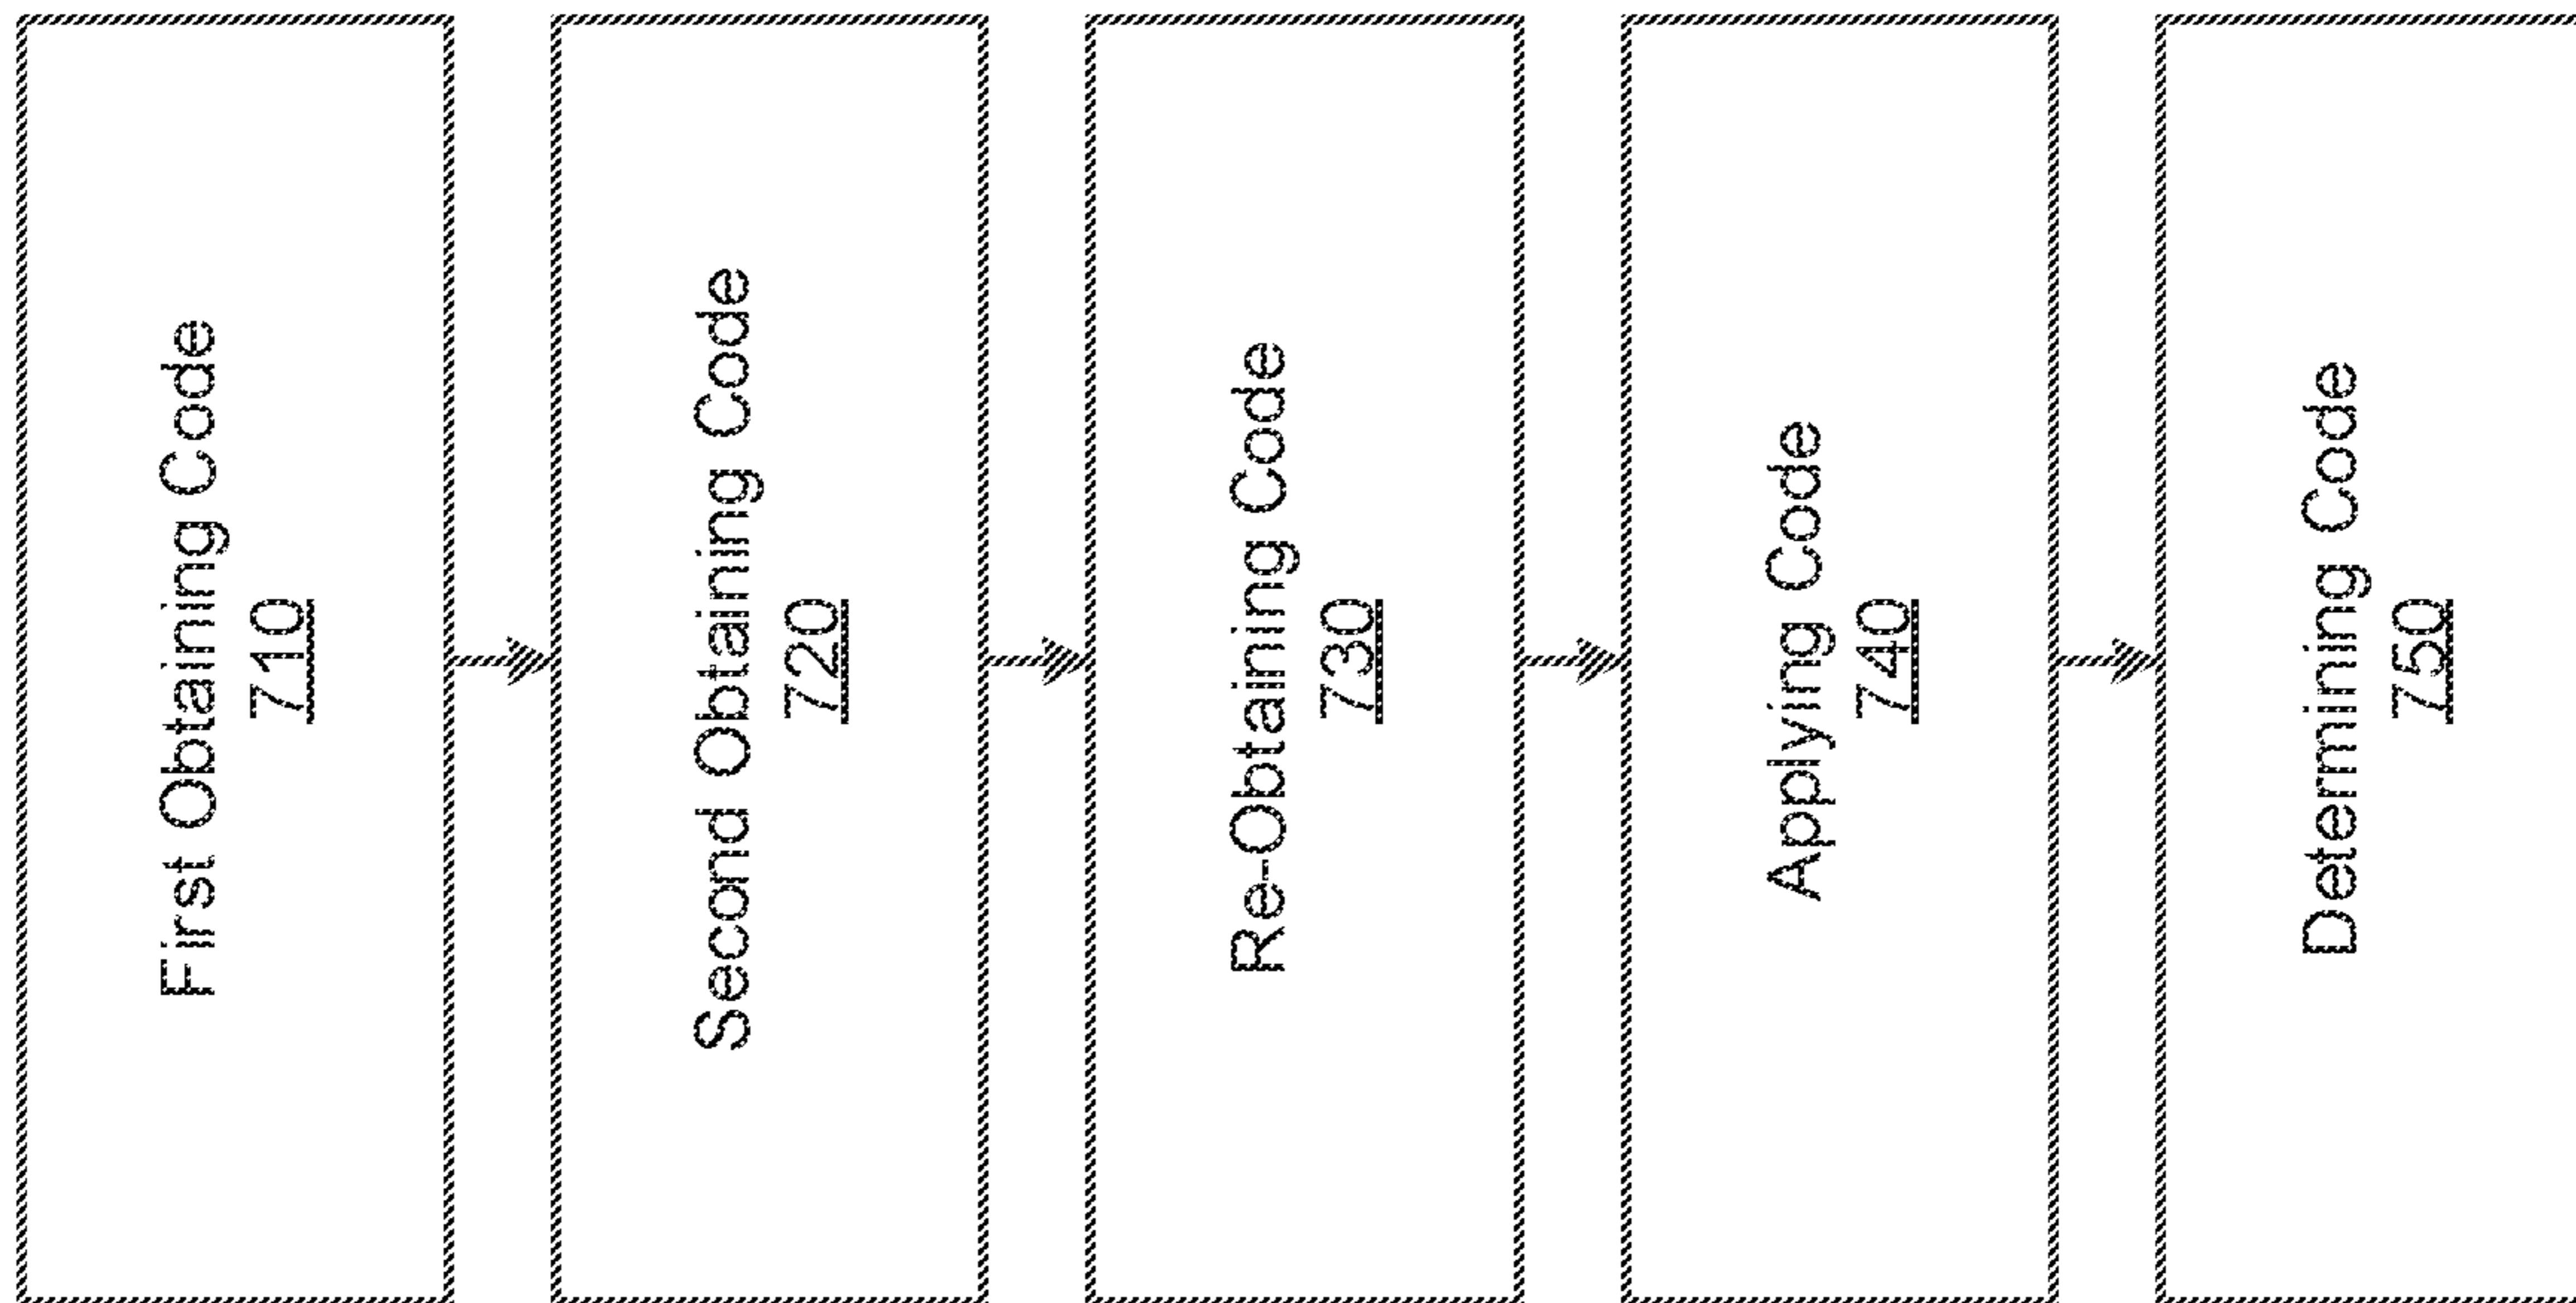 First Obtaining Code
710
Second Obtaining Code
720
Re-Obtaining Code
730
Applying Code
740
Determining Code
750